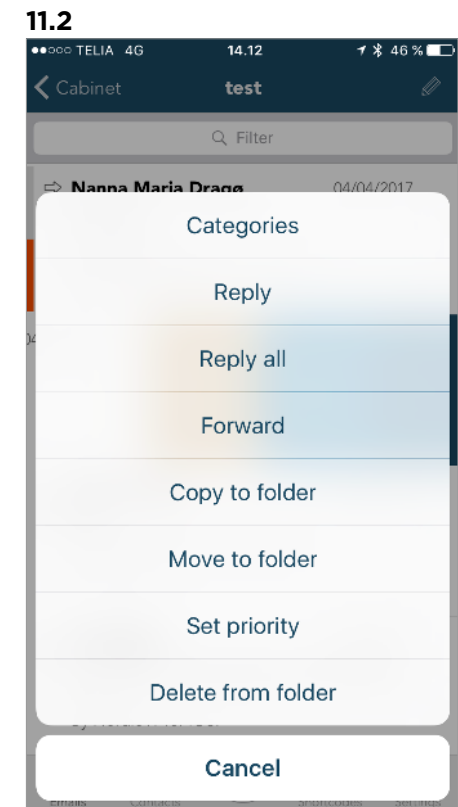 11.2
TELIA 4G 14.12 46 %
Cabinet test
Filter
Nanna Maria Dragø 04/04/2017
Categories
Reply
Reply all
Forward
Copy to folder
Move to folder
Set priority
Delete from folder
Cancel
Emails Contacts Shortcodes Settings